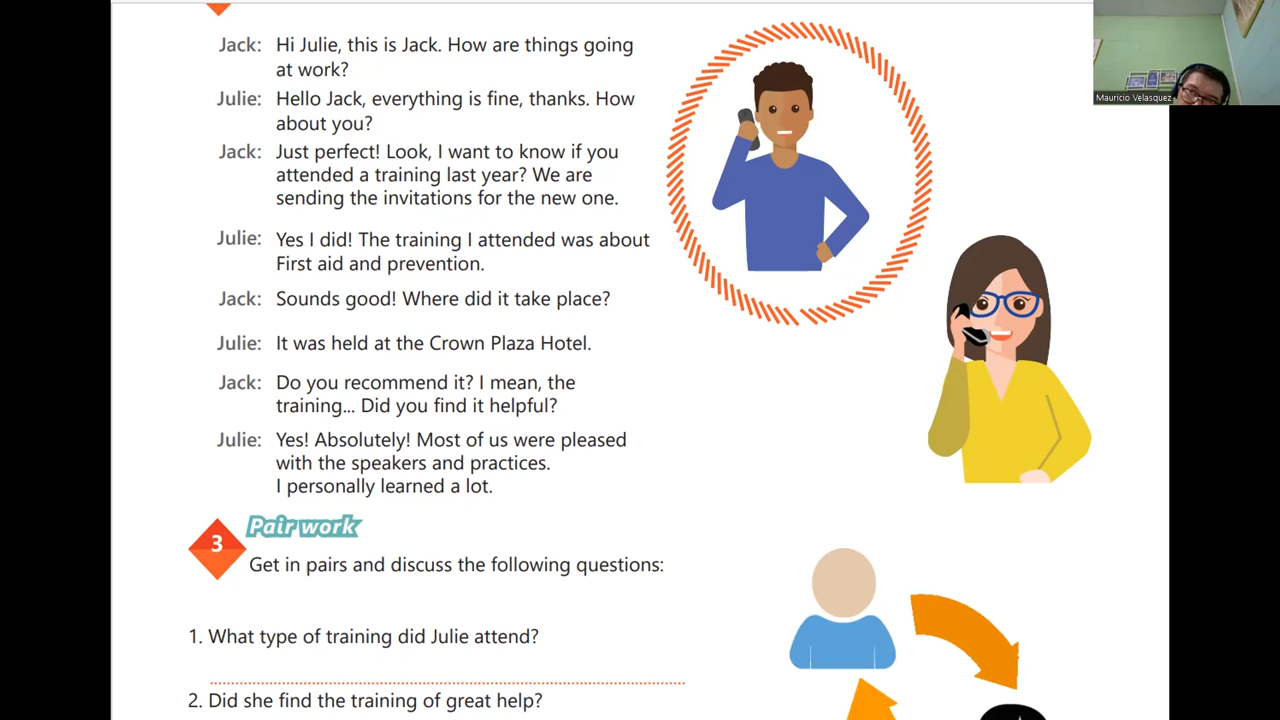 Jack: Hi Julie, this is Jack. How are things going
at work?
Julie: Hello Jack, everything is fine, thanks. How
about you?
Jack: Just perfect! Look, I want to know if you
attended a training last year? We are
sending the invitations for the new one.
Julie: Yes I did! The training I attended was about
First aid and prevention.
Jack: Sounds good! Where did it take place?
Julie: It was held at the Crown Plaza Hotel.
Jack: Do you recommend it? I mean, the
training... Did you find it helpful?
Julie: Yes! Absolutely! Most of us were pleased
with the speakers and practices.
I personally learned a lot.
3 Pair work
Get in pairs and discuss the following questions:
1. What type of training did Julie attend?
2. Did she find the training of great help?
Mauricio Velasquez